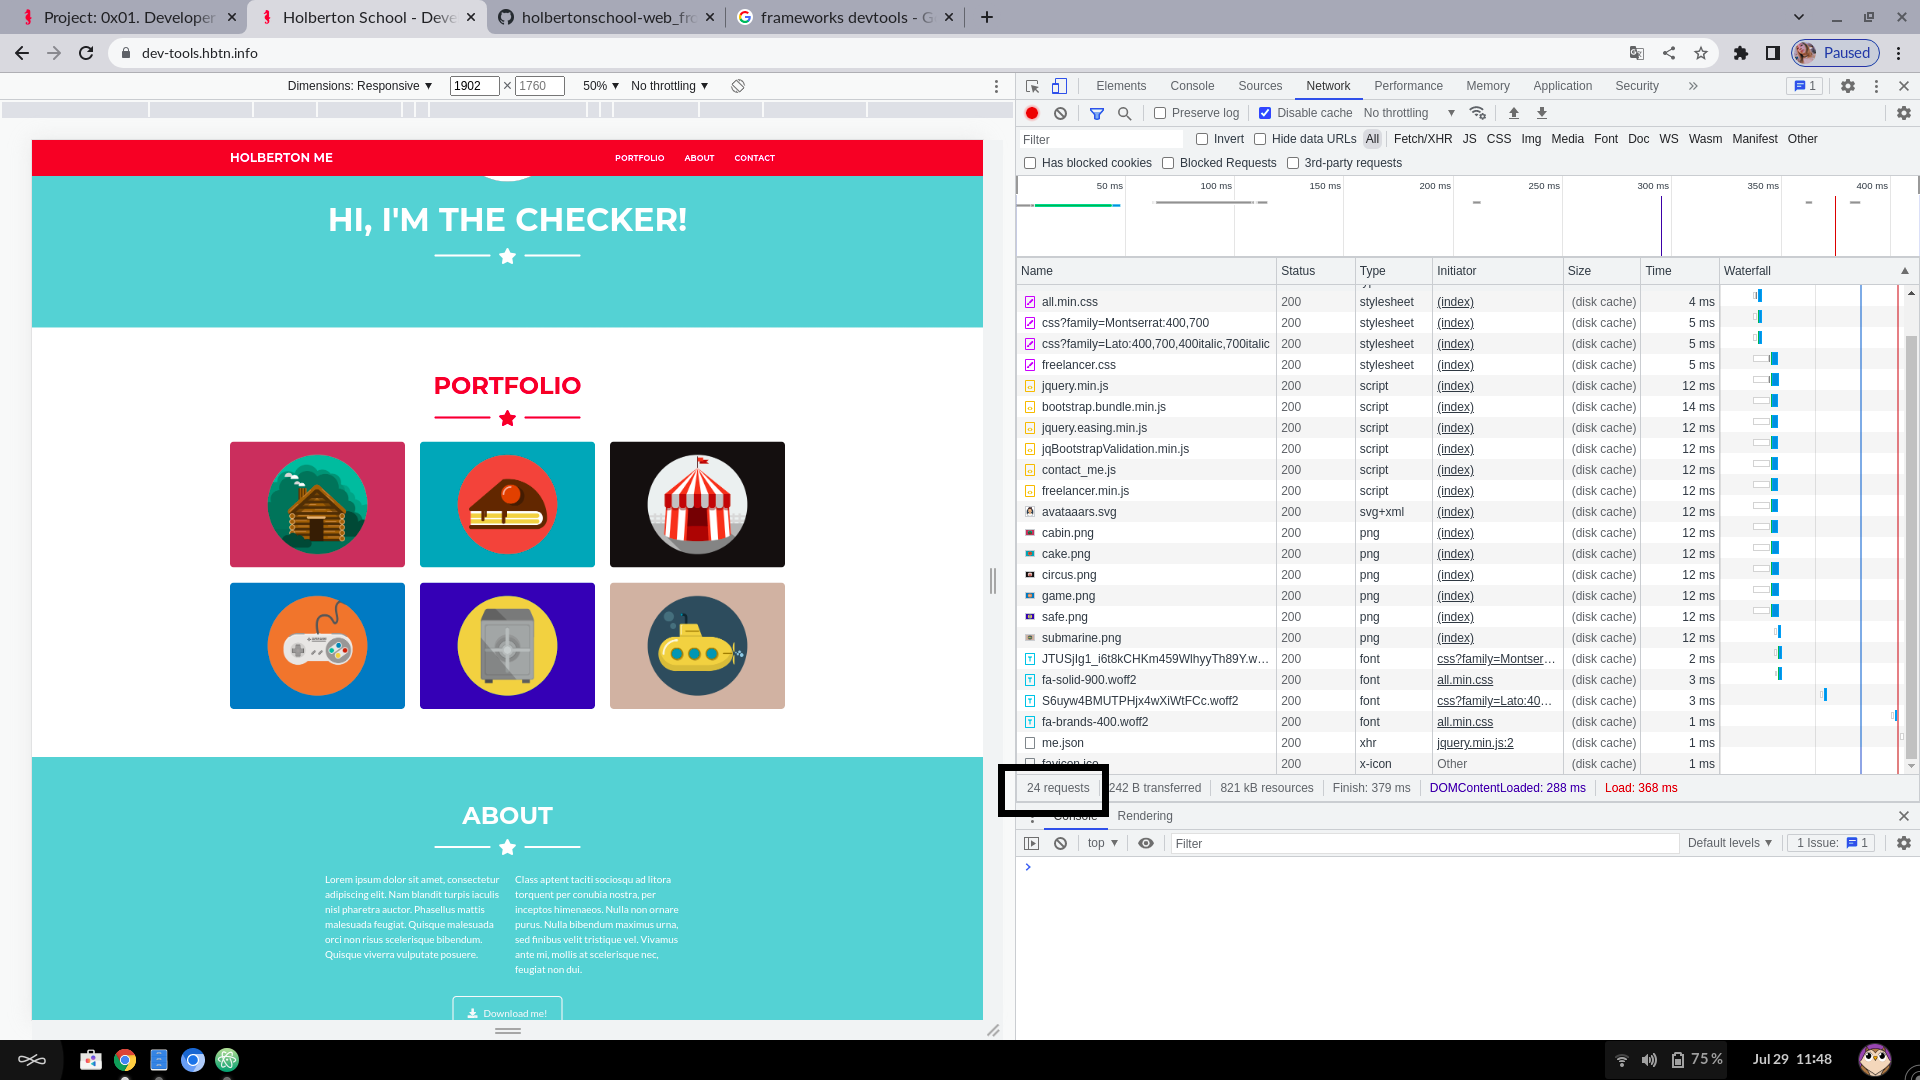 Project: 0x01. Developer
Holberton School - Deve
holbertonschool-web_fro
frameworks devtools - G
dev-tools.hbtn.info
Paused
Dimensions: Responsive 1902 × 1760 50% No throttling
Elements Console Sources Network Performance Memory Application Security 1
Preserve log Disable cache No throttling
Filter Invert Hide data URLs All Fetch/XHR JS CSS Img Media Font Doc WS Wasm Manifest Other
Has blocked cookies Blocked Requests 3rd-party requests
50 ms 100 ms 150 ms 200 ms 250 ms 300 ms 350 ms 400 ms
HOLBERTON ME PORTFOLIO ABOUT CONTACT
HI, I'M THE CHECKER!
PORTFOLIO
ABOUT
Lorem ipsum dolor sit amet, consectetur
adipiscing elit. Nam blandit turpis iaculis
nisl pharetra auctor. Phasellus mattis
malesuada feugiat. Quisque malesuada
orci non risus scelerisque bibendum.
Quisque viverra vulputate posuere.
Class aptent taciti sociosqu ad litora
torquent per conubia nostra, per
inceptos himenaeos. Nulla non ornare
purus. Nulla bibendum maximus urna,
sed finibus velit tristique vel. Vivamus
ante mi, mollis at scelerisque nec,
feugiat non dui.
Download me!
Name Status Type Initiator Size Time Waterfall
all.min.css 200 stylesheet (index) (disk cache) 4 ms
css?family=Montserrat:400,700 200 stylesheet (index) (disk cache) 5 ms
css?family=Lato:400,700,400italic,700italic 200 stylesheet (index) (disk cache) 5 ms
freelancer.css 200 stylesheet (index) (disk cache) 5 ms
jquery.min.js 200 script (index) (disk cache) 12 ms
bootstrap.bundle.min.js 200 script (index) (disk cache) 14 ms
jquery.easing.min.js 200 script (index) (disk cache) 12 ms
jqBootstrapValidation.min.js 200 script (index) (disk cache) 12 ms
contact_me.js 200 script (index) (disk cache) 12 ms
freelancer.min.js 200 script (index) (disk cache) 12 ms
avataaars.svg 200 svg+xml (index) (disk cache) 12 ms
cabin.png 200 png (index) (disk cache) 12 ms
cake.png 200 png (index) (disk cache) 12 ms
circus.png 200 png (index) (disk cache) 12 ms
game.png 200 png (index) (disk cache) 12 ms
safe.png 200 png (index) (disk cache) 12 ms
submarine.png 200 png (index) (disk cache) 12 ms
JTUSjIg1_i6t8kCHKm459WlhyyTh89Y.w... 200 font css?family=Montser... (disk cache) 2 ms
fa-solid-900.woff2 200 font all.min.css (disk cache) 3 ms
S6uyw4BMUTPHjx4wXiWtFCc.woff2 200 font css?family=Lato:40... (disk cache) 3 ms
fa-brands-400.woff2 200 font all.min.css (disk cache) 1 ms
me.json 200 xhr jquery.min.js:2 (disk cache) 1 ms
favicon.ico 200 x-icon Other (disk cache) 1 ms
24 requests 242 B transferred 821 kB resources Finish: 379 ms DOMContentLoaded: 288 ms Load: 368 ms
Console Rendering
top Filter Default levels 1 Issue: 1
75 % Jul 29 11:48